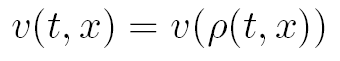 v(t, x) = v(ρ(t, x))